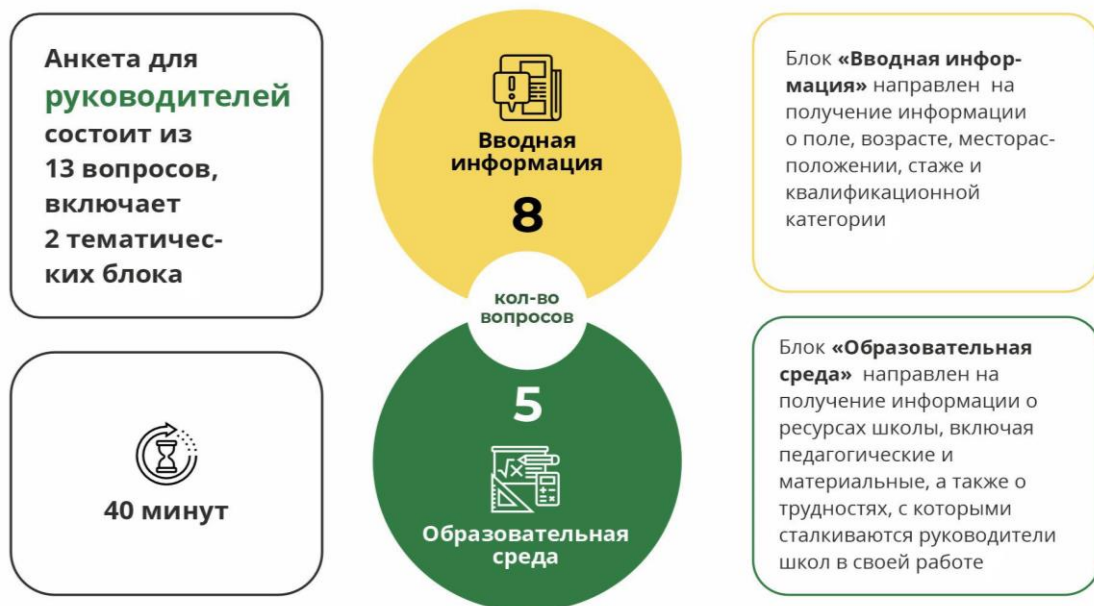 Анкета для
руководителей
состоит из
13 вопросов,
включает
2 тематичес-
ких блока
40 минут
Вводная
информация
8
кол-во
вопросов
5
Образовательная
среда
Блок «Вводная инфор-
мация» направлен на
получение информации
о поле, возрасте, месторас-
положении, стаже и
квалификационной
категории
Блок «Образовательная
среда» направлен на
получение информации о
ресурсах школы, включая
педагогические и
материальные, а также о
трудностях, с которыми
сталкиваются руководители
школ в своей работе